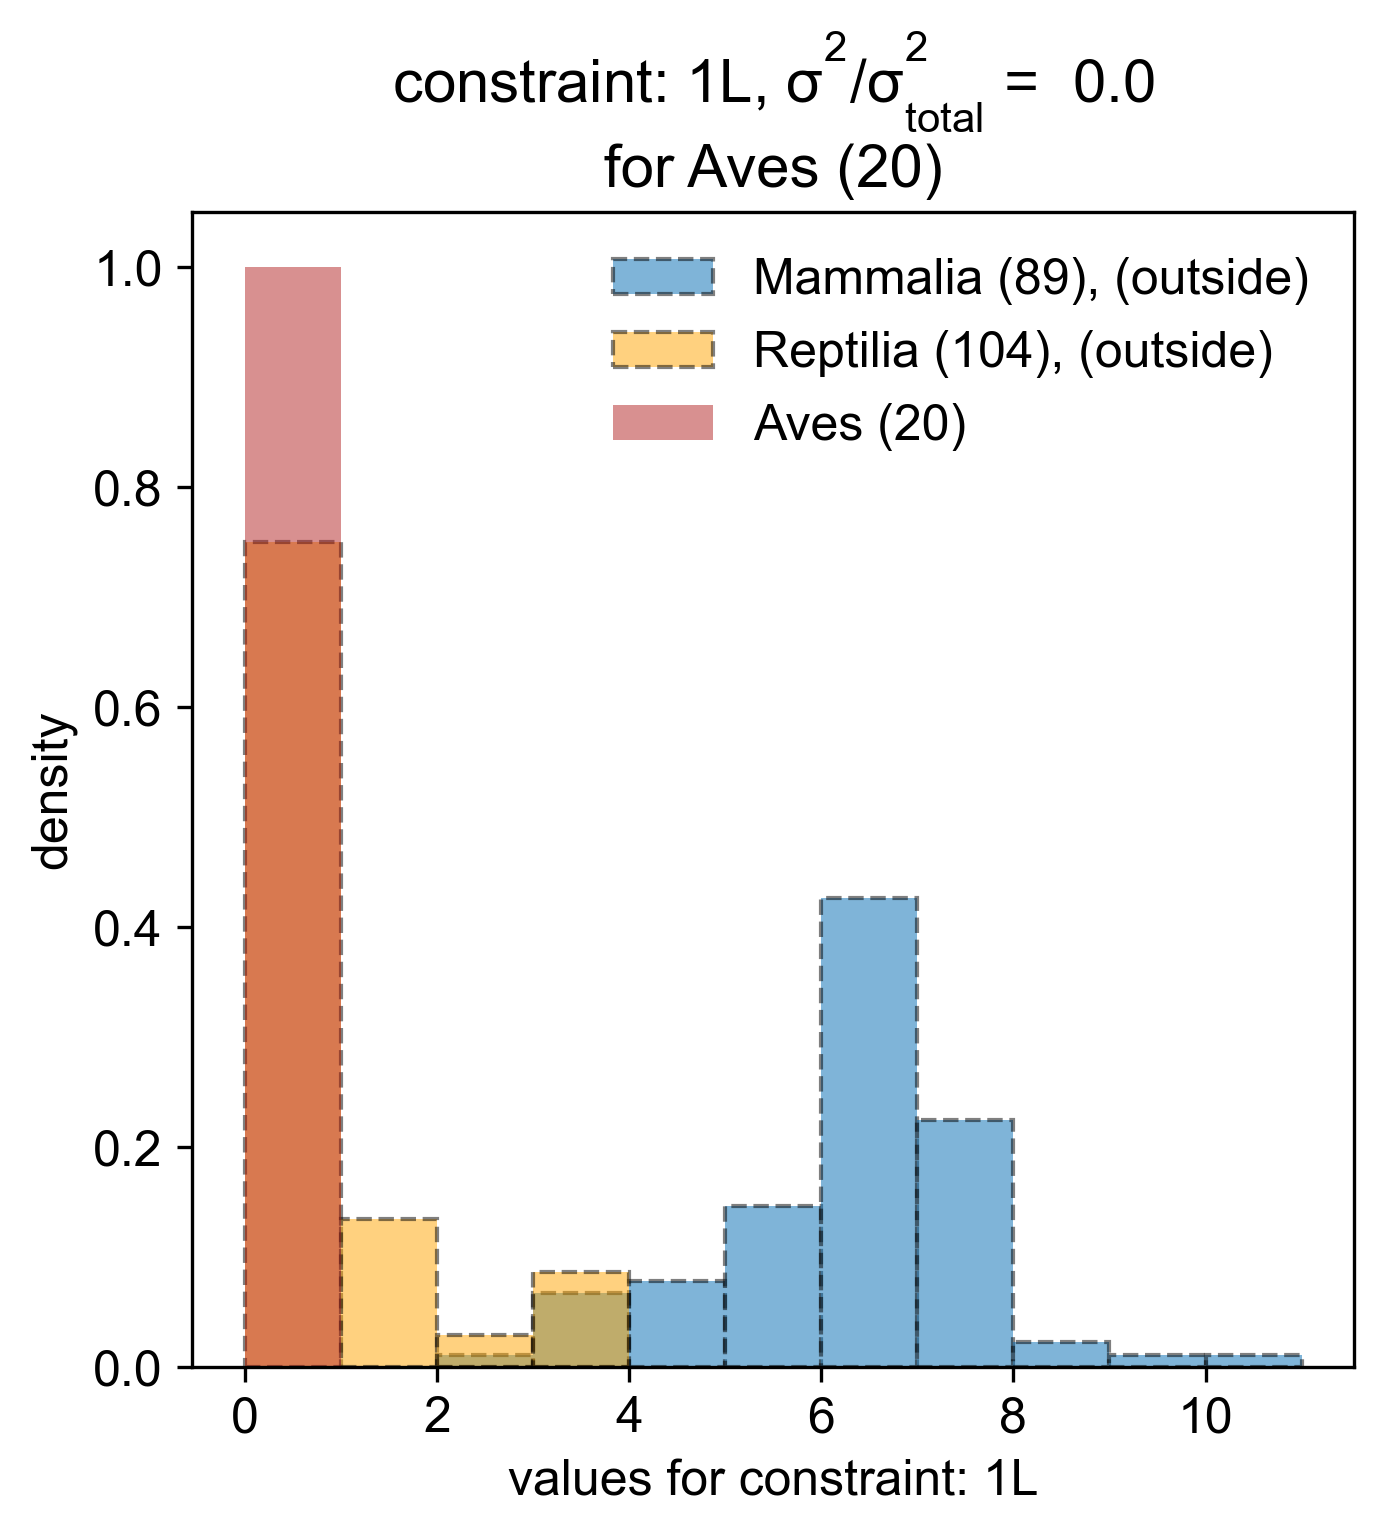 constraint: 1L, σ²/σ²total = 0.0
for Aves (20)
Mammalia (89), (outside)
Reptilia (104), (outside)
Aves (20)
1.0
0.8
0.6
0.4
0.2
0.0
density
0 2 4 6 8 10
values for constraint: 1L